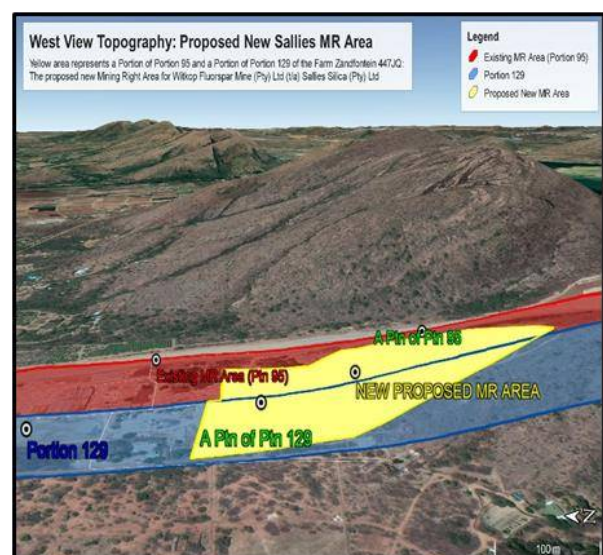 West View Topography: Proposed New Sallies MR Area
Yellow area represents a Portion of Portion 95 and a Portion of Portion 129 of the Farm Zandfontein 447JQ:
The proposed new Mining Right Area for Witkop Fluorspar Mine (Pty) Ltd (t/a) Sallies Silica (Pty) Ltd
Legend
Existing MR Area (Portion 95)
Portion 129
Proposed New MR Area
A Ptn of Ptn 95
Existing MR Area (Ptn 95)
NEW PROPOSED MR AREA
A Ptn of Ptn 129
Portion 129
Z
100 m